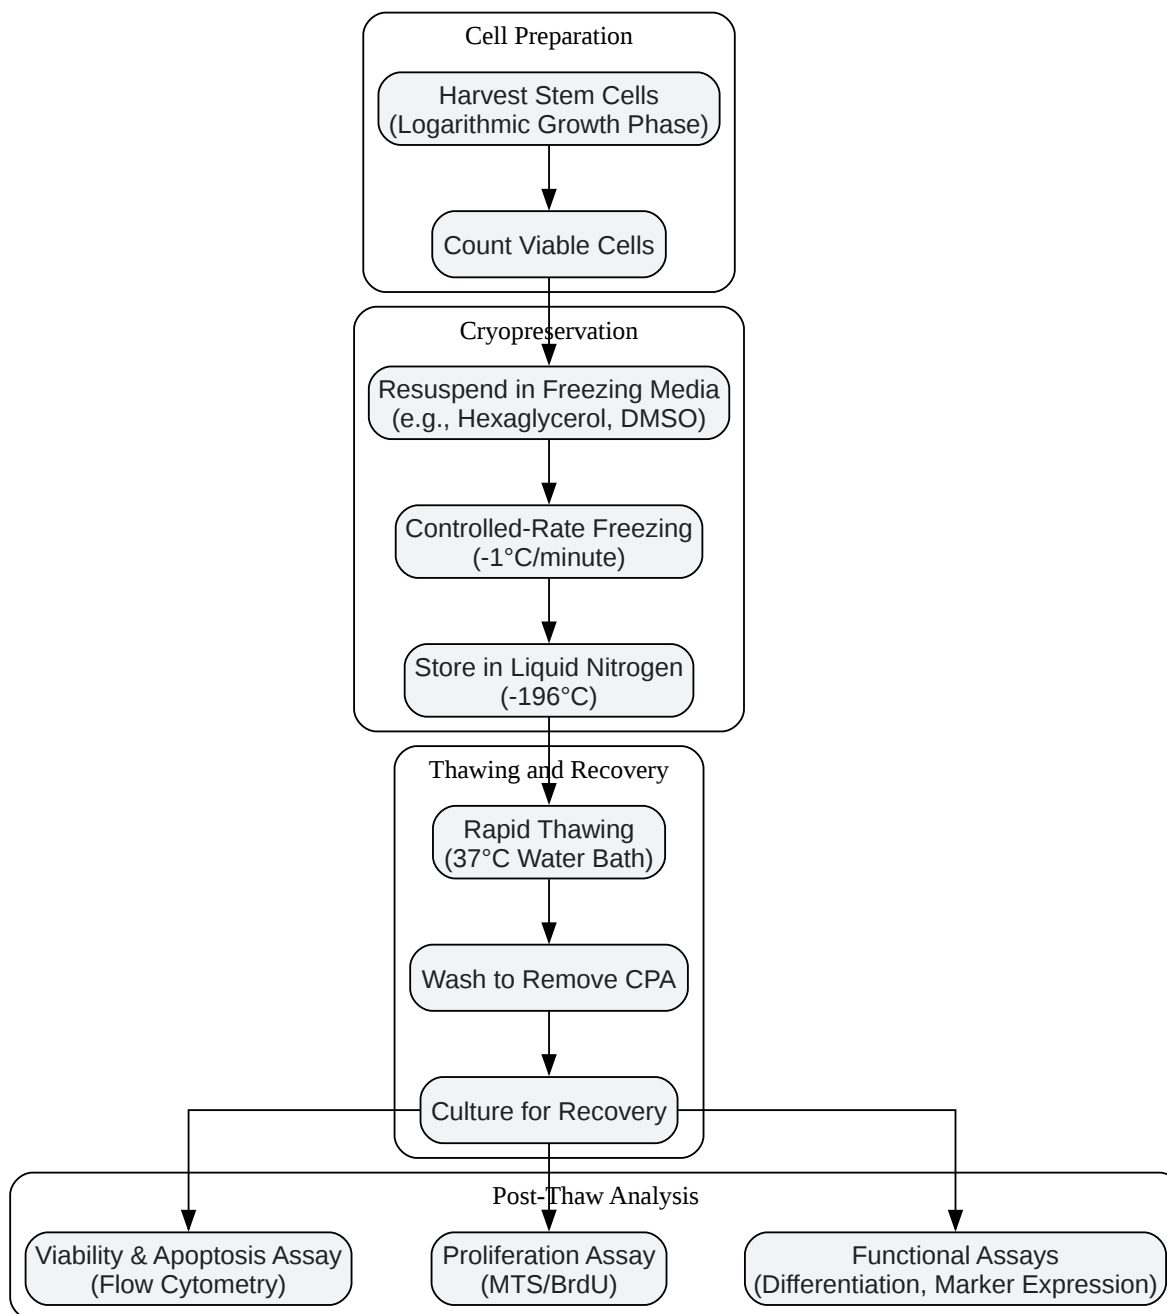 Cell Preparation
Harvest Stem Cells
(Logarithmic Growth Phase)
Count Viable Cells
Cryopreservation
Resuspend in Freezing Media
(e.g., Hexaglycerol, DMSO)
Controlled-Rate Freezing
(-1°C/minute)
Store in Liquid Nitrogen
(-196°C)
Thawing and Recovery
Rapid Thawing
(37°C Water Bath)
Wash to Remove CPA
Culture for Recovery
Post-Thaw Analysis
Viability & Apoptosis Assay
(Flow Cytometry)
Proliferation Assay
(MTS/BrdU)
Functional Assays
(Differentiation, Marker Expression)